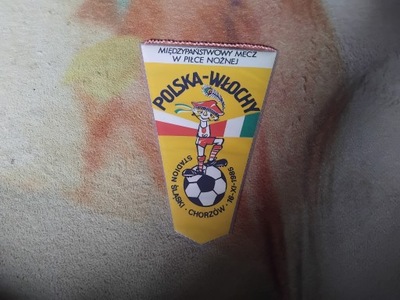 MIĘDZYPAŃSTWOWY MECZ
W PIŁCE NOŻNEJ
POLSKA-WŁOCHY
STADION ŚLĄSKI - CHORZÓW - 16-XI-1985